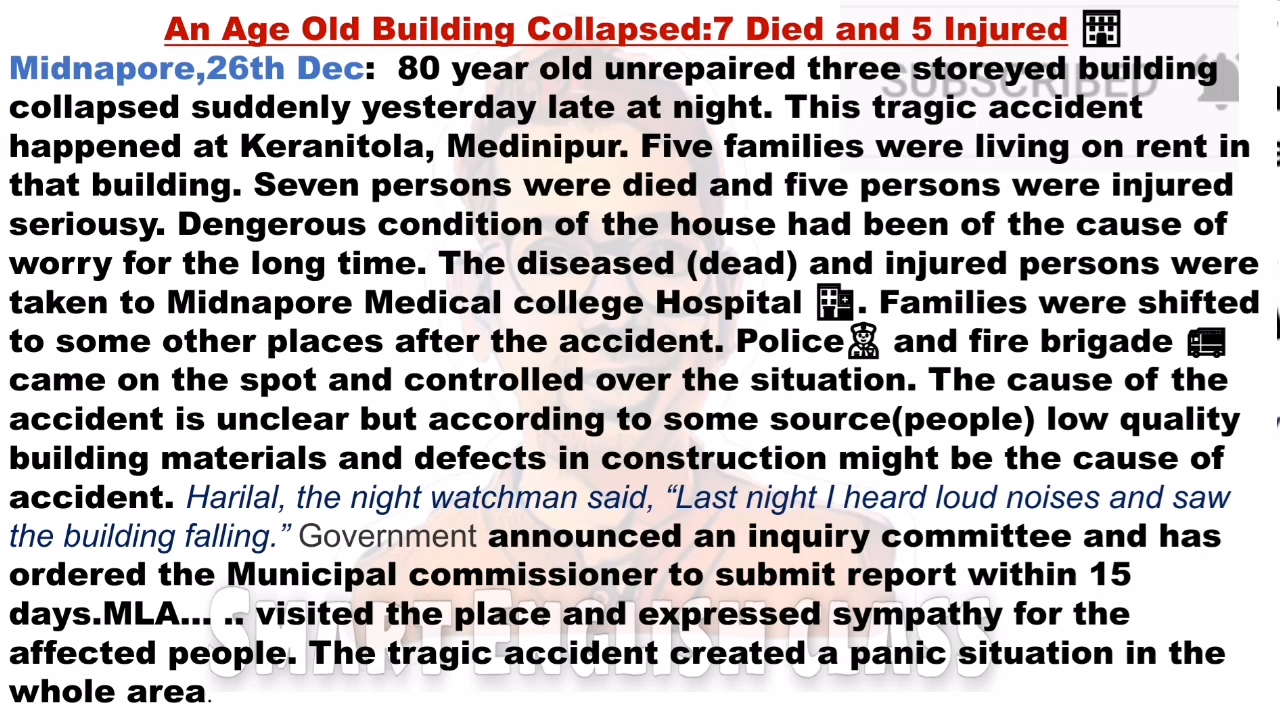 An Age Old Building Collapsed:7 Died and 5 Injured
Midnapore,26th Dec:  80 year old unrepaired three storeyed building
collapsed suddenly yesterday late at night. This tragic accident
happened at Keranitola, Medinipur. Five families were living on rent in
that building. Seven persons were died and five persons were injured
seriousy. Dengerous condition of the house had been of the cause of
worry for the long time. The diseased (dead) and injured persons were
taken to Midnapore Medical college Hospital . Families were shifted
to some other places after the accident. Police and fire brigade
came on the spot and controlled over the situation. The cause of the
accident is unclear but according to some source(people) low quality
building materials and defects in construction might be the cause of
accident. Harilal, the night watchman said, “Last night I heard loud noises and saw
the building falling.” Government announced an inquiry committee and has
ordered the Municipal commissioner to submit report within 15
days.MLA... .. visited the place and expressed sympathy for the
affected people. The tragic accident created a panic situation in the
whole area.
SUBSCRIBED
SMART ENGLISH CLASS